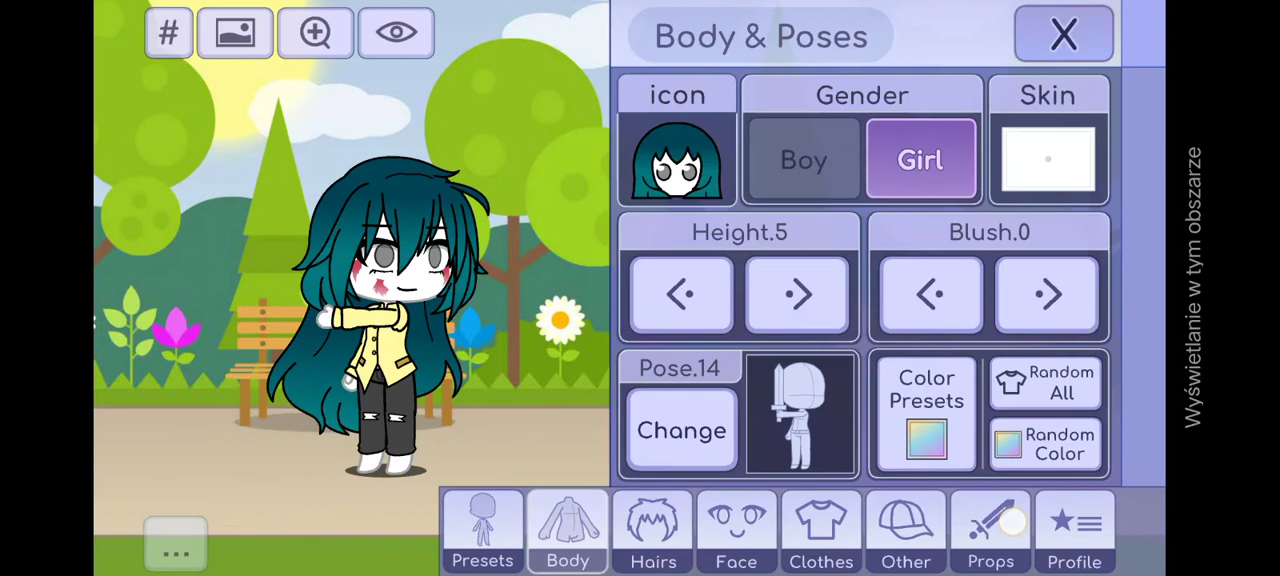 #
Body & Poses
X
icon
Gender
Skin
Boy
Girl
Height.5
Blush.0
Pose.14
Change
Color
Presets
Random
All
Random
Color
...
Presets
Body
Hairs
Face
Clothes
Other
Props
Profile
Wyświetlanie w tym obszarze